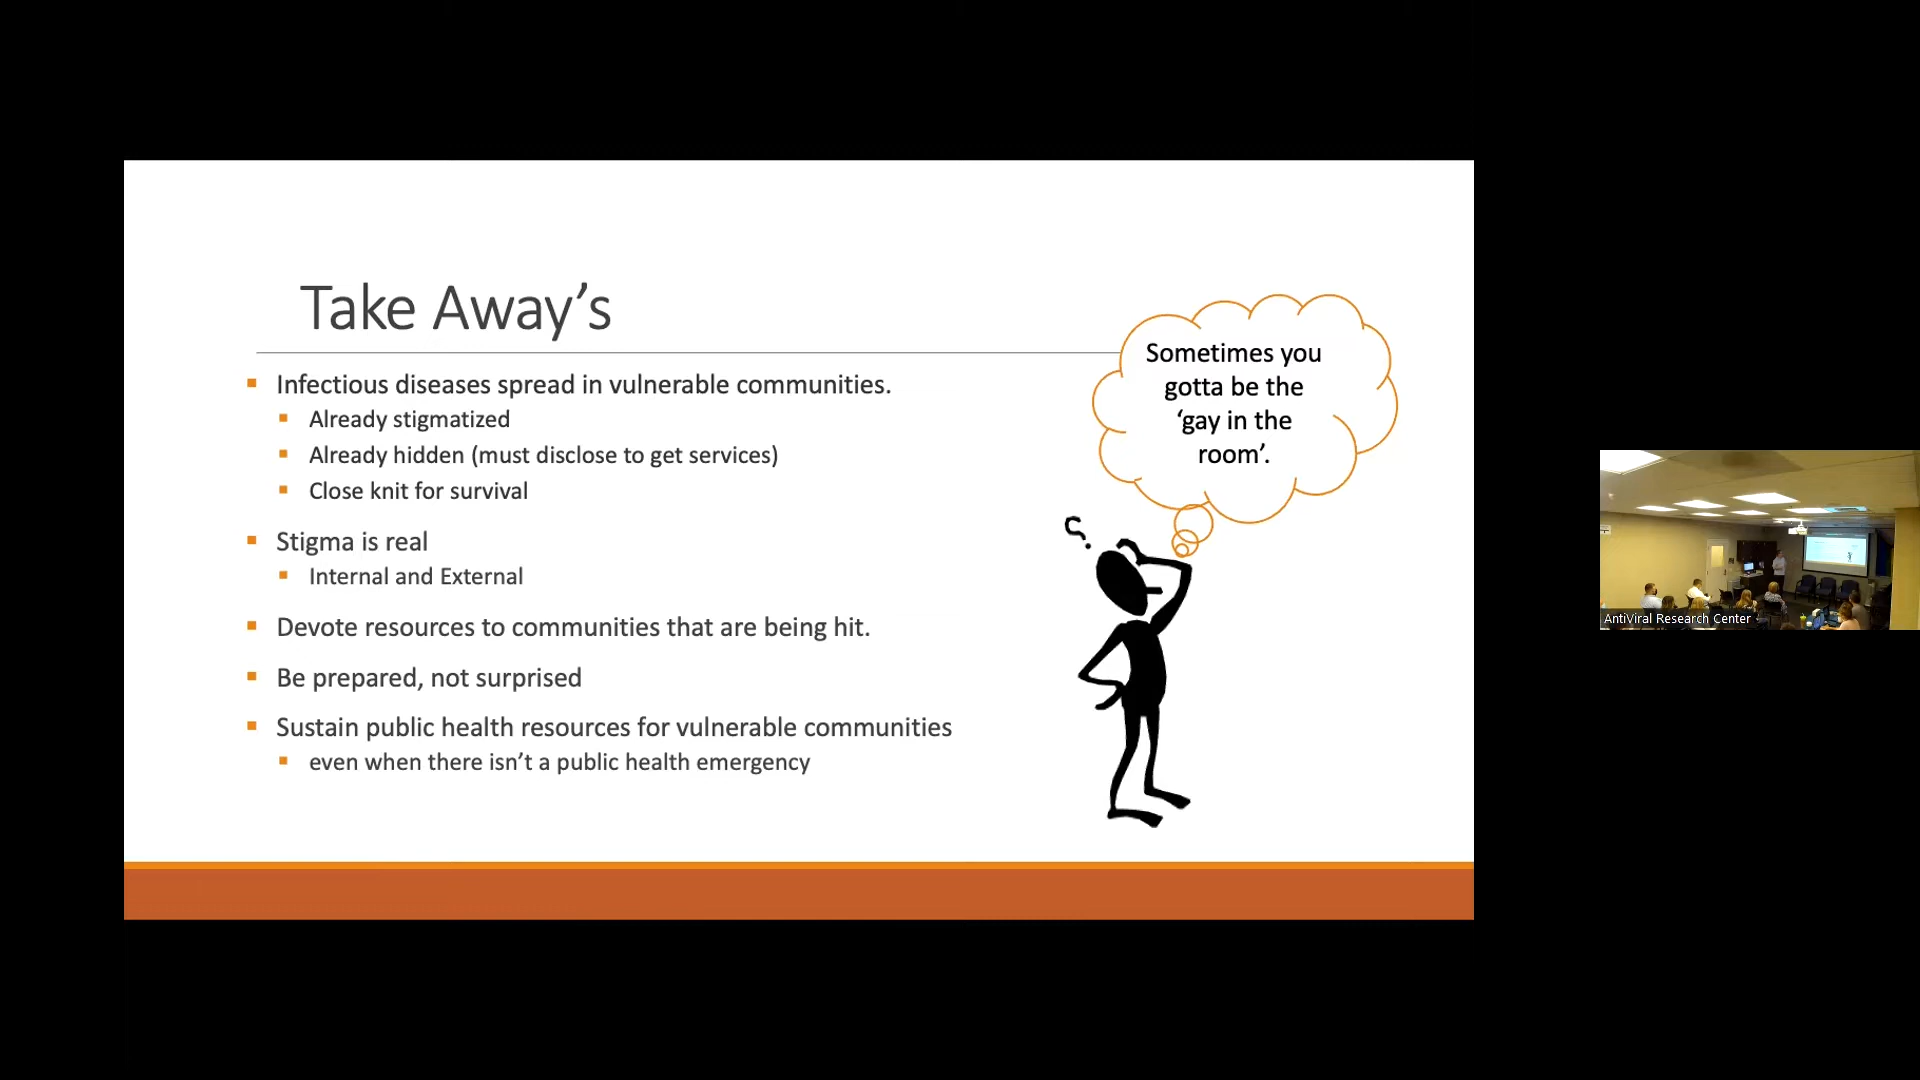 Take Away’s
Infectious diseases spread in vulnerable communities.
Already stigmatized
Already hidden (must disclose to get services)
Close knit for survival
Stigma is real
Internal and External
Devote resources to communities that are being hit.
Be prepared, not surprised
Sustain public health resources for vulnerable communities
even when there isn’t a public health emergency
Sometimes you
gotta be the
‘gay in the
room’.
AntiViral Research Center